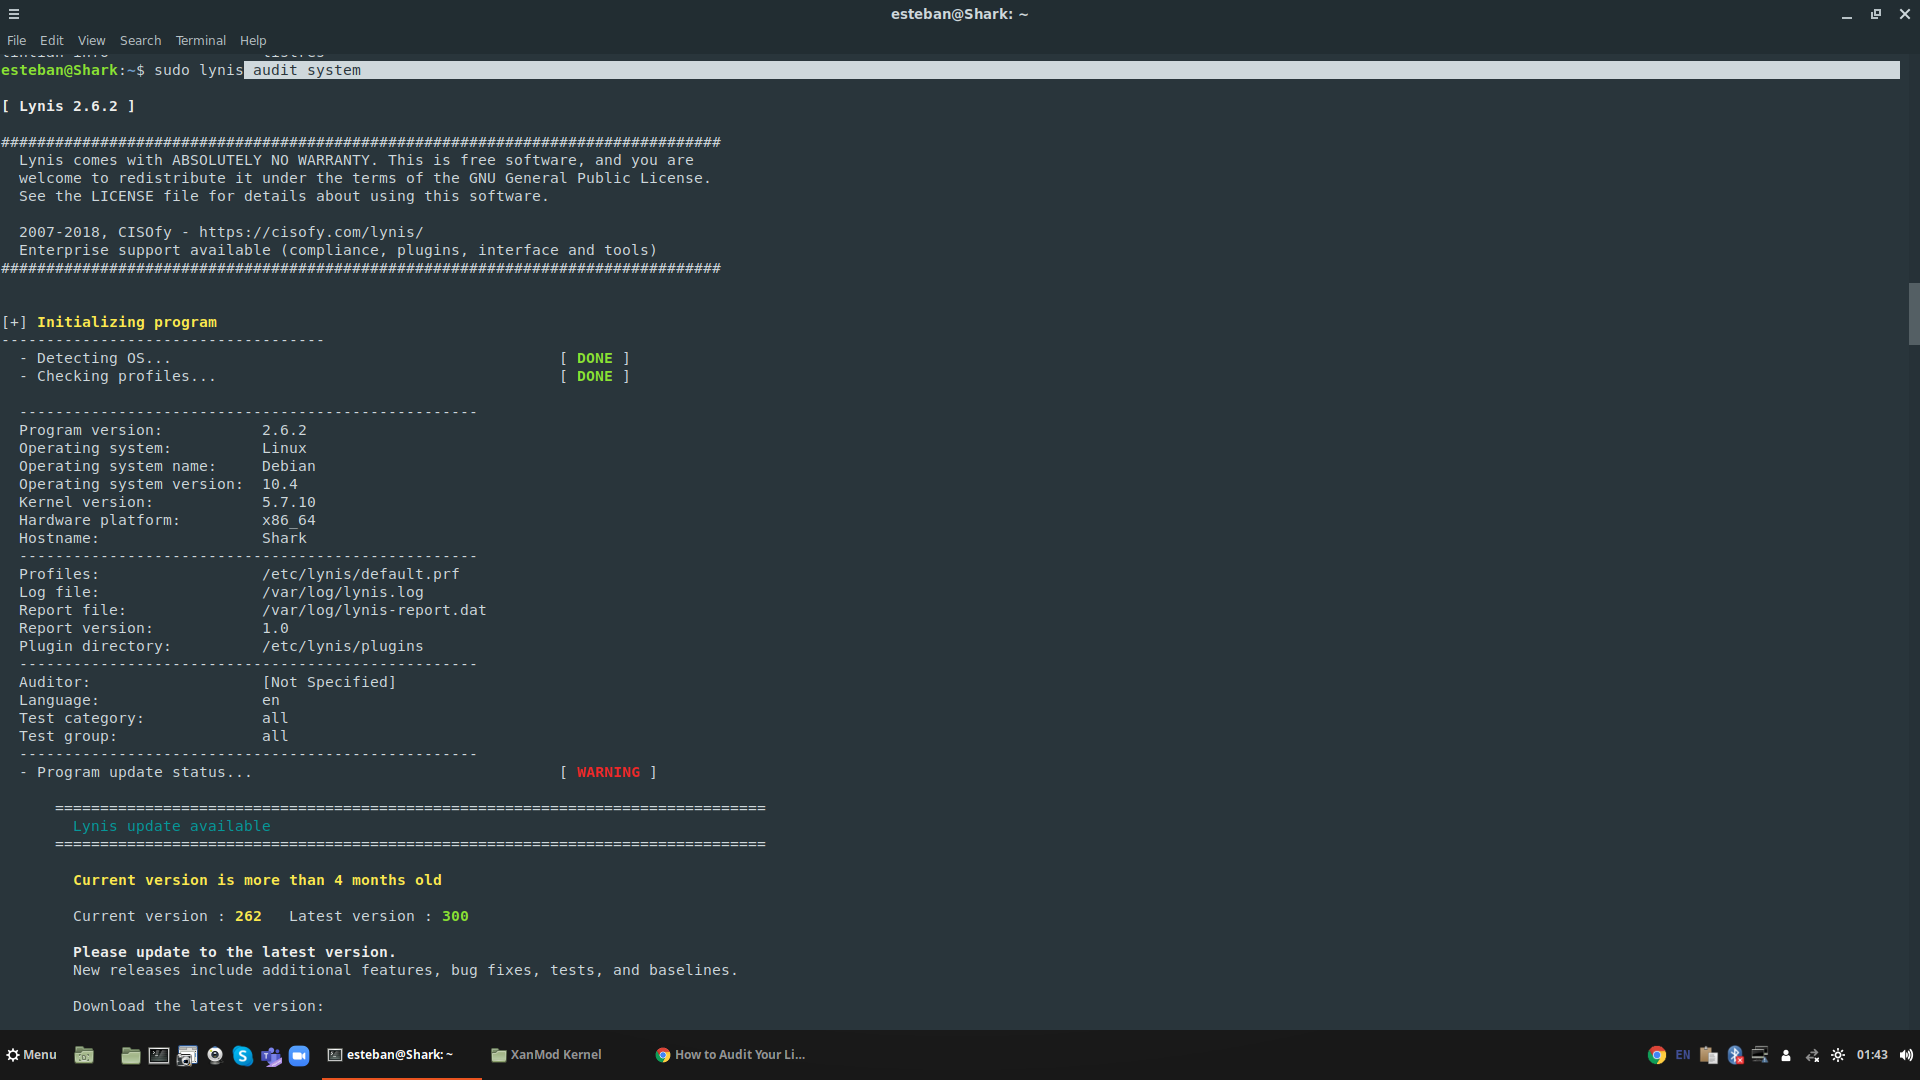 esteban@Shark: ~
File Edit View Search Terminal Help
esteban@Shark:~$ sudo lynis audit system
[ Lynis 2.6.2 ]
################################################################################
Lynis comes with ABSOLUTELY NO WARRANTY. This is free software, and you are
welcome to redistribute it under the terms of the GNU General Public License.
See the LICENSE file for details about using this software.
2007-2018, CISOfy - https://cisofy.com/lynis/
Enterprise support available (compliance, plugins, interface and tools)
################################################################################
[+] Initializing program
------------------------------------
- Detecting OS... [ DONE ]
- Checking profiles... [ DONE ]
---------------------------------------------------
Program version: 2.6.2
Operating system: Linux
Operating system name: Debian
Operating system version: 10.4
Kernel version: 5.7.10
Hardware platform: x86_64
Hostname: Shark
---------------------------------------------------
Profiles: /etc/lynis/default.prf
Log file: /var/log/lynis.log
Report file: /var/log/lynis-report.dat
Report version: 1.0
Plugin directory: /etc/lynis/plugins
---------------------------------------------------
Auditor: [Not Specified]
Language: en
Test category: all
Test group: all
---------------------------------------------------
- Program update status... [ WARNING ]
===============================================================================
Lynis update available
===============================================================================
Current version is more than 4 months old
Current version : 262 Latest version : 300
Please update to the latest version.
New releases include additional features, bug fixes, tests, and baselines.
Download the latest version:
Menu esteban@Shark: ~ XanMod Kernel How to Audit Your Li... EN 01:43